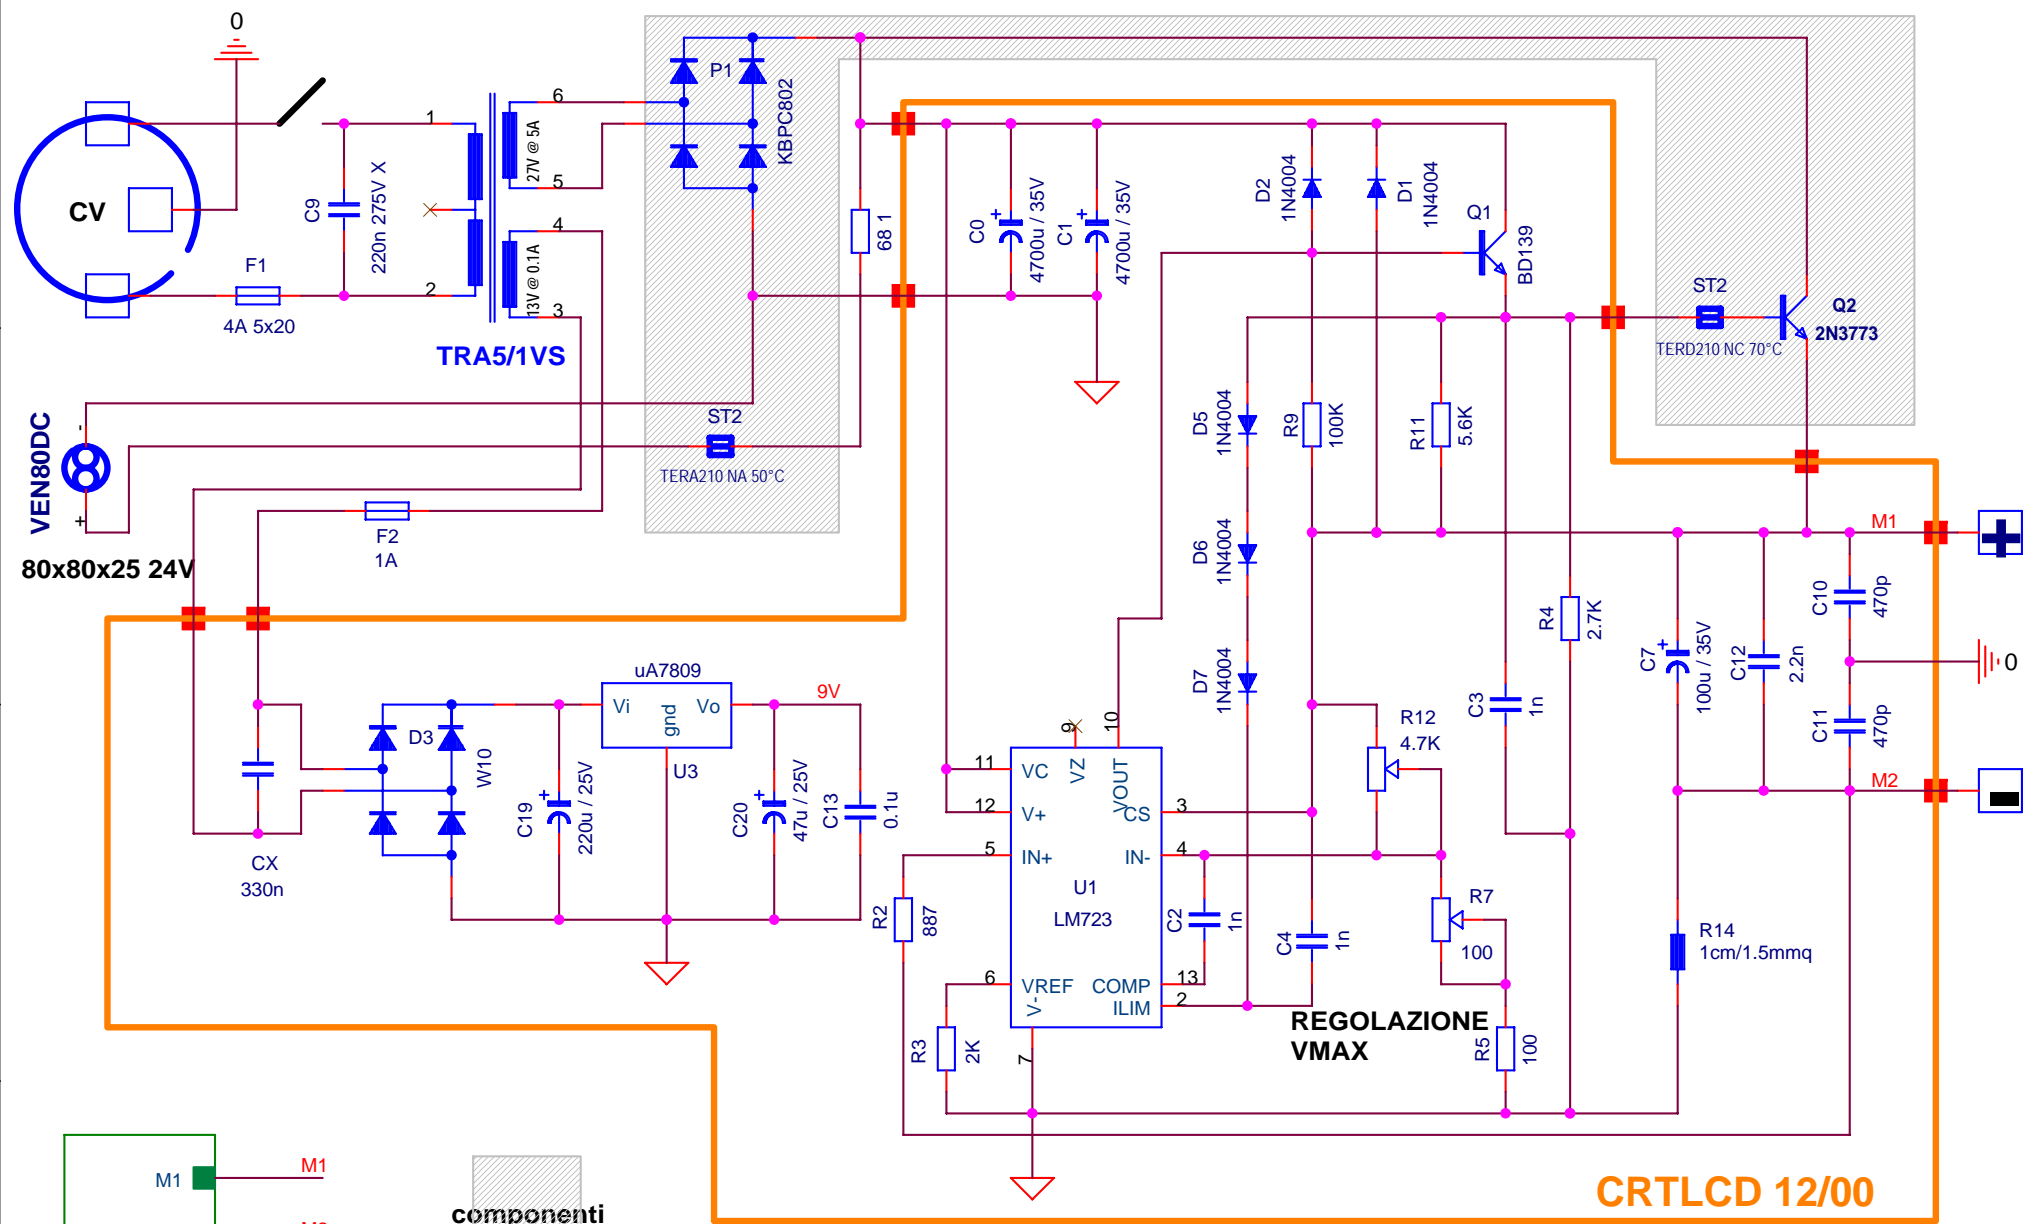 0
CV
F1
4A 5x20
C9
220n 275V X
1
2
6
27V @ 5A
5
4
13V @ 0.1A
3
TRA5/1VS
P1
KBPC802
68 1
C0
4700u / 35V
C1
4700u / 35V
D2
1N4004
D1
1N4004
Q1
BD139
ST2
TERD210 NC 70°C
Q2
2N3773
VEN80DC
-
+
80x80x25 24V
ST2
TERA210 NA 50°C
F2
1A
D5
1N4004
R9
100K
R11
5.6K
D6
1N4004
D7
1N4004
R4
2.7K
M1
C10
470p
0
C7
100u / 35V
C12
2.2n
C11
470p
M2
C3
1n
R12
4.7K
uA7809
Vi
Vo
gnd
U3
9V
D3
W10
C19
220u / 25V
C20
47u / 25V
C13
0.1u
CX
330n
9
10
11
VC
VZ
VOUT
12
V+
CS
3
5
IN+
IN-
4
U1
LM723
R2
887
C2
1n
C4
1n
R7
100
R14
1cm/1.5mmq
6
VREF
COMP
13
V-
ILIM
2
7
R3
2K
REGOLAZIONE
VMAX
R5
100
M1
M1
componenti
CRTLCD 12/00